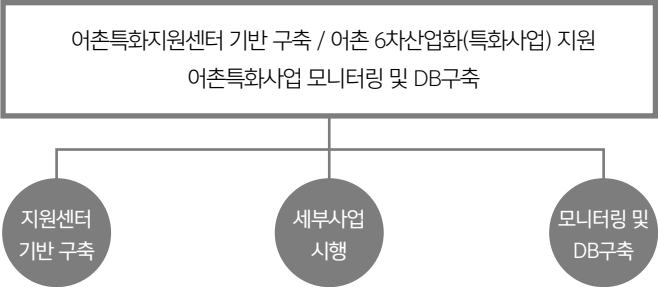 어촌특화지원센터 기반 구축 / 어촌 6차산업화(특화사업) 지원
어촌특화사업 모니터링 및 DB구축
지원센터
기반 구축
세부사업
시행
모니터링 및
DB구축